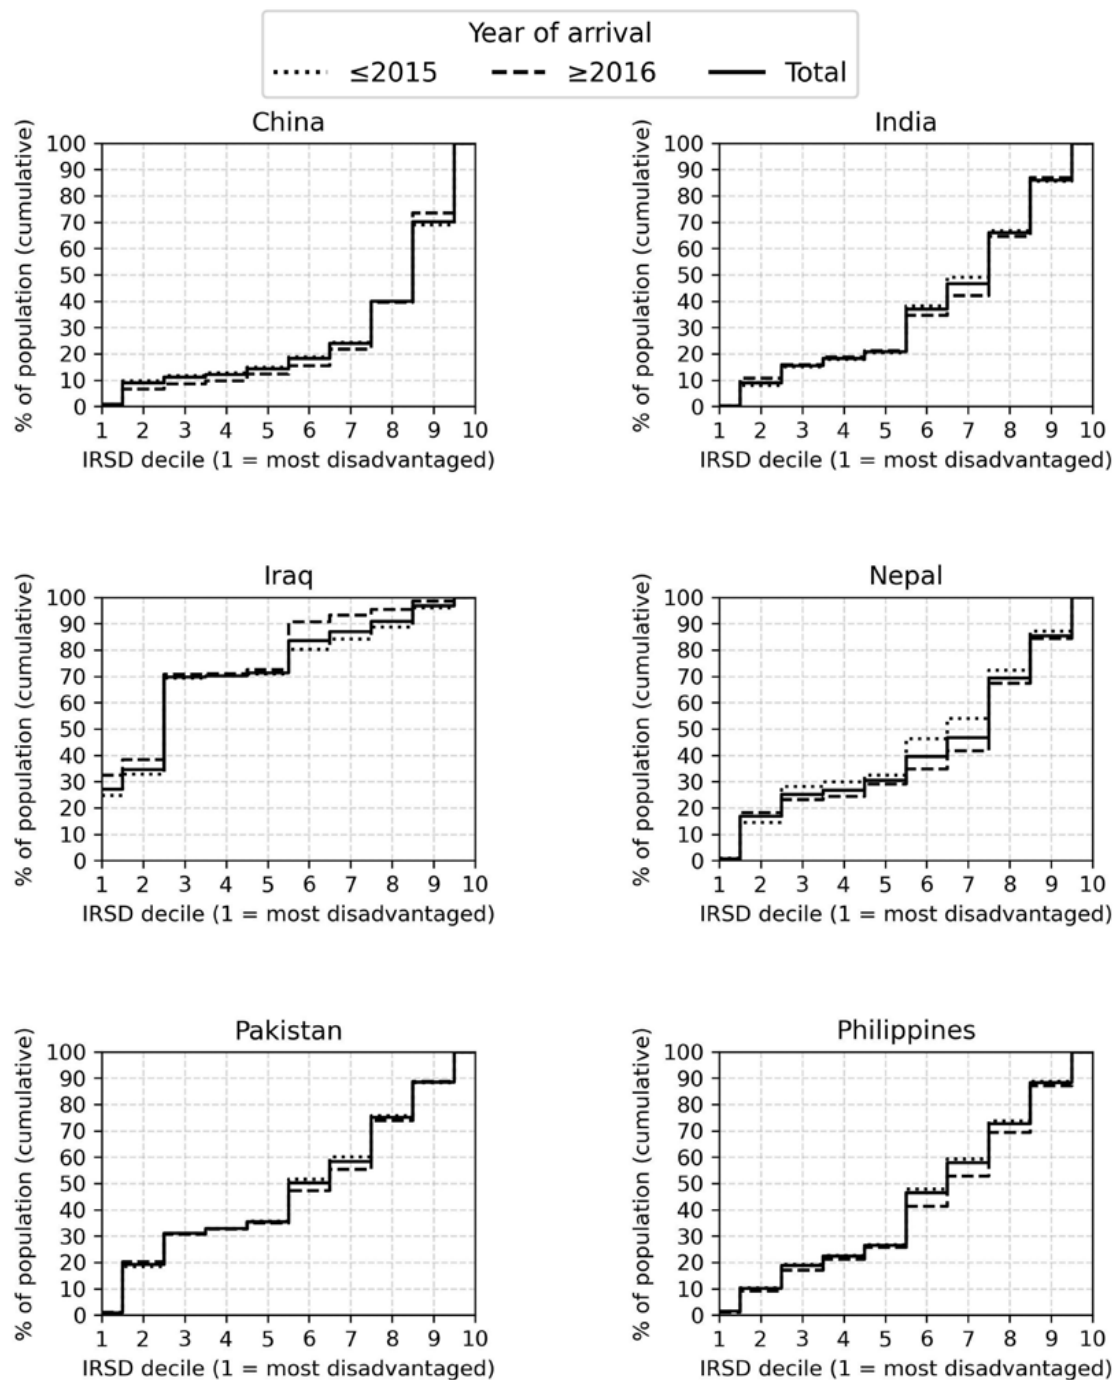 Year of arrival
≤2015 ≥2016 Total
China
% of population (cumulative)
100
90
80
70
60
50
40
30
20
10
0
1 2 3 4 5 6 7 8 9 10
IRSD decile (1 = most disadvantaged)
India
% of population (cumulative)
100
90
80
70
60
50
40
30
20
10
0
1 2 3 4 5 6 7 8 9 10
IRSD decile (1 = most disadvantaged)
Iraq
% of population (cumulative)
100
90
80
70
60
50
40
30
20
10
0
1 2 3 4 5 6 7 8 9 10
IRSD decile (1 = most disadvantaged)
Nepal
% of population (cumulative)
100
90
80
70
60
50
40
30
20
10
0
1 2 3 4 5 6 7 8 9 10
IRSD decile (1 = most disadvantaged)
Pakistan
% of population (cumulative)
100
90
80
70
60
50
40
30
20
10
0
1 2 3 4 5 6 7 8 9 10
IRSD decile (1 = most disadvantaged)
Philippines
% of population (cumulative)
100
90
80
70
60
50
40
30
20
10
0
1 2 3 4 5 6 7 8 9 10
IRSD decile (1 = most disadvantaged)